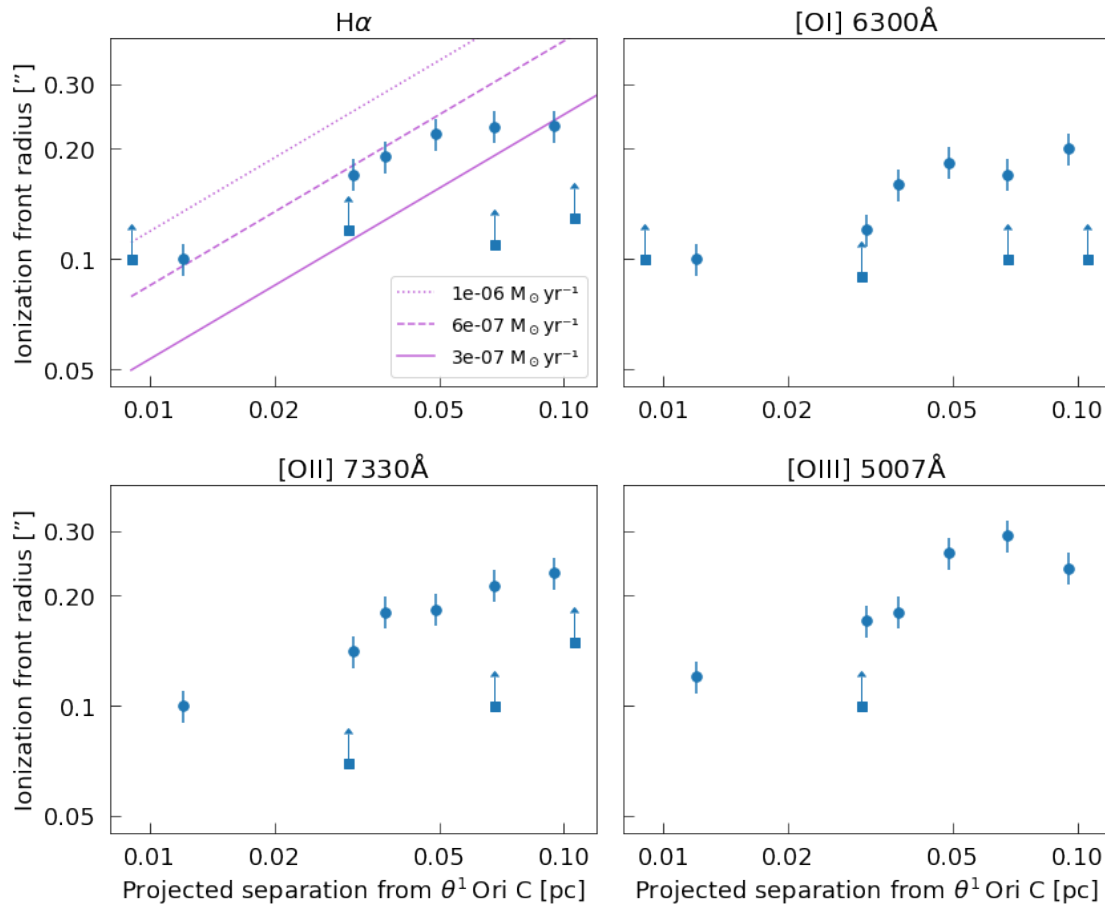 Hα
[OI] 6300Å
Ionization front radius [″]
0.30
0.20
0.1
0.05
1e-06 M⊙ yr⁻¹
6e-07 M⊙ yr⁻¹
3e-07 M⊙ yr⁻¹
0.01 0.02 0.05 0.10
0.01 0.02 0.05 0.10
[OII] 7330Å
[OIII] 5007Å
Ionization front radius [″]
0.30
0.20
0.1
0.05
0.01 0.02 0.05 0.10
0.01 0.02 0.05 0.10
Projected separation from θ¹ Ori C [pc]
Projected separation from θ¹ Ori C [pc]